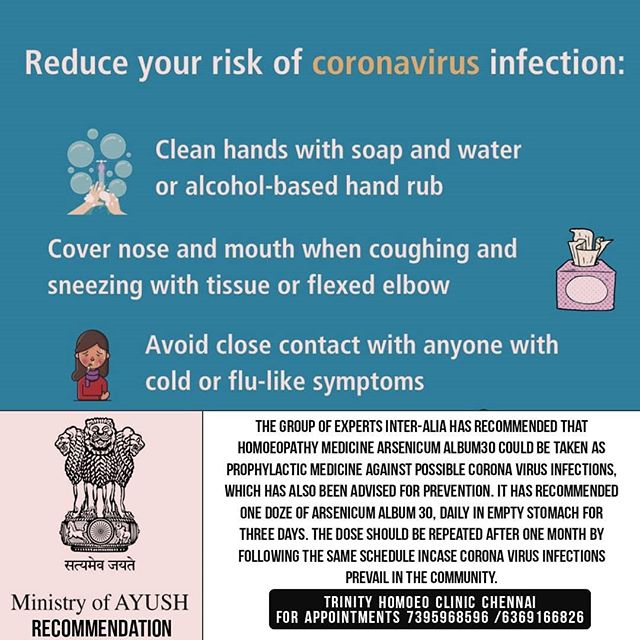 Reduce your risk of coronavirus infection:
Clean hands with soap and water
or alcohol-based hand rub
Cover nose and mouth when coughing and
sneezing with tissue or flexed elbow
Avoid close contact with anyone with
cold or flu-like symptoms
सत्यमेव जयते
Ministry of AYUSH
RECOMMENDATION
THE GROUP OF EXPERTS INTER-ALIA HAS RECOMMENDED THAT
HOMOEOPATHY MEDICINE ARSENICUM ALBUM30 COULD BE TAKEN AS
PROPHYLACTIC MEDICINE AGAINST POSSIBLE CORONA VIRUS INFECTIONS,
WHICH HAS ALSO BEEN ADVISED FOR PREVENTION. IT HAS RECOMMENDED
ONE DOZE OF ARSENICUM ALBUM 30, DAILY IN EMPTY STOMACH FOR
THREE DAYS. THE DOSE SHOULD BE REPEATED AFTER ONE MONTH BY
FOLLOWING THE SAME SCHEDULE INCASE CORONA VIRUS INFECTIONS
PREVAIL IN THE COMMUNITY.
TRINITY HOMOEO CLINIC CHENNAI
FOR APPOINTMENTS 7395968596 /6369166826